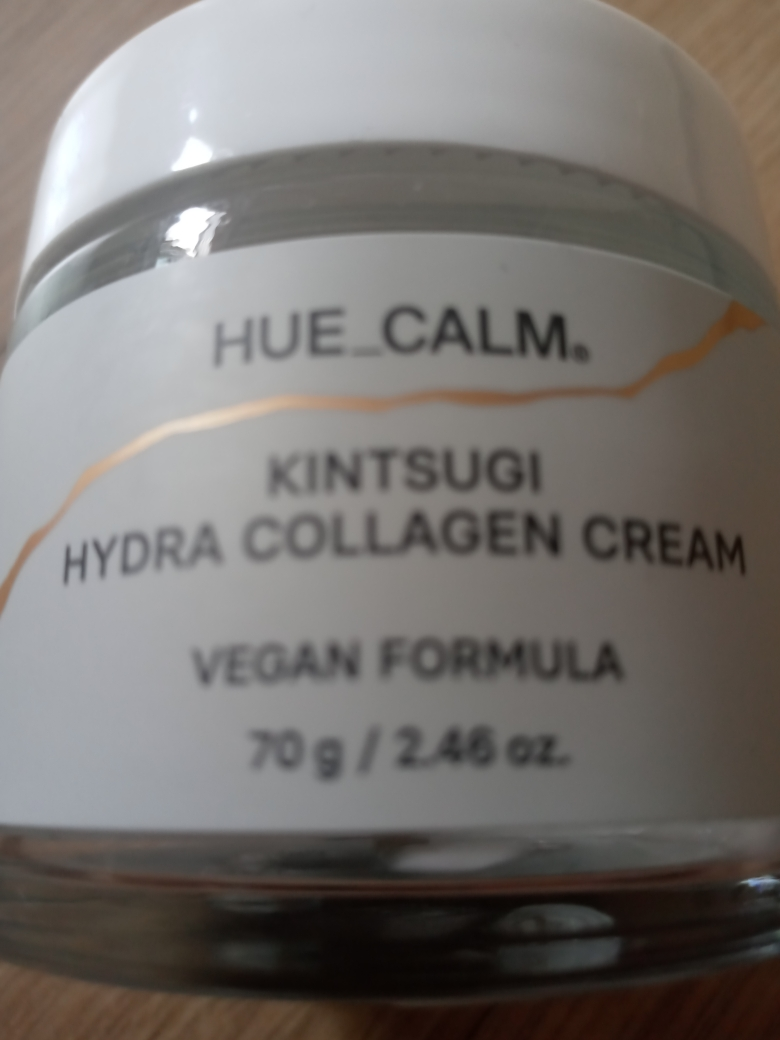 HUE_CALM®
KINTSUGI
HYDRA COLLAGEN CREAM
VEGAN FORMULA
70 g / 2.46 oz.